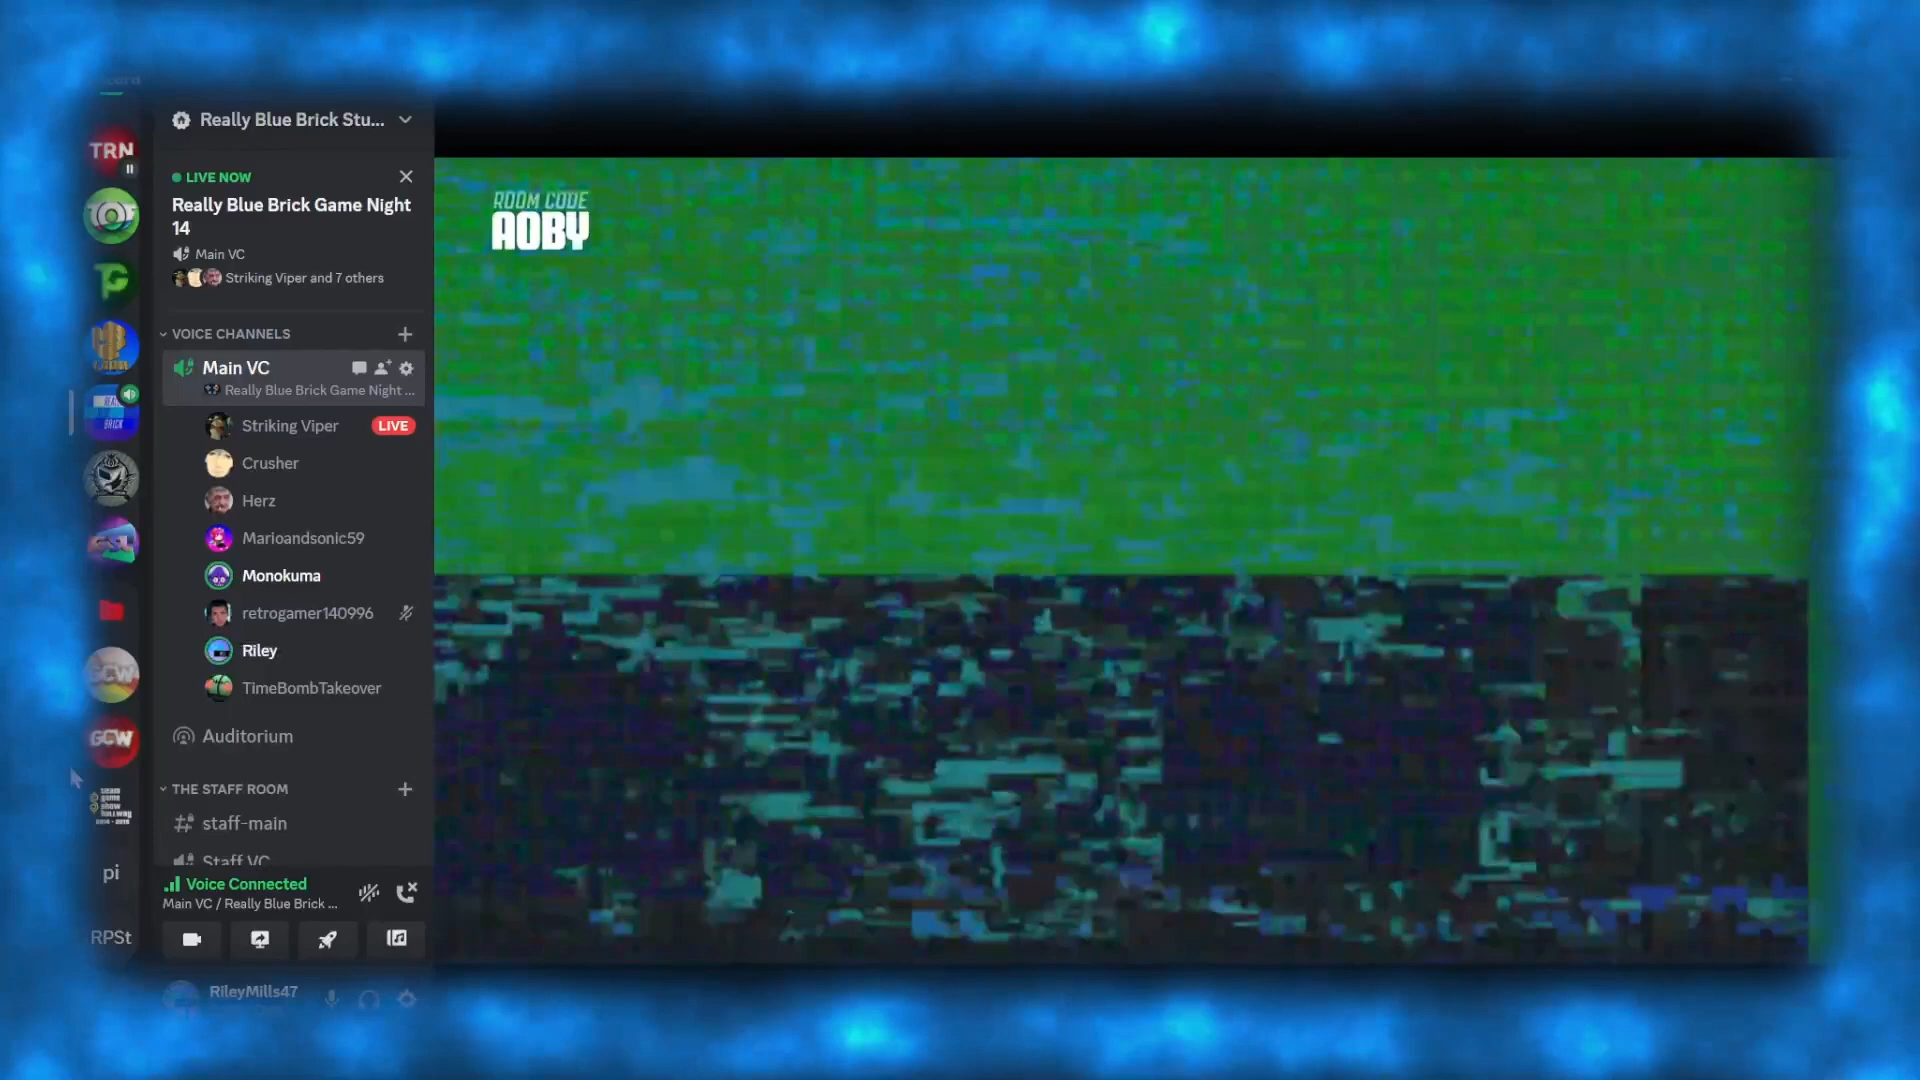 TRN
Really Blue Brick Stu...
LIVE NOW
Really Blue Brick Game Night
14
Main VC
Striking Viper and 7 others
VOICE CHANNELS
Main VC
Really Blue Brick Game Night ...
Striking Viper
LIVE
Crusher
Herz
Marioandsonic59
Monokuma
retrogamer140996
Riley
TimeBombTakeover
Auditorium
THE STAFF ROOM
staff-main
Staff VC
Voice Connected
Main VC / Really Blue Brick ...
RileyMills47
BRICK
GCW
GCW
pi
RPSt
ROOM CODE
AOBY